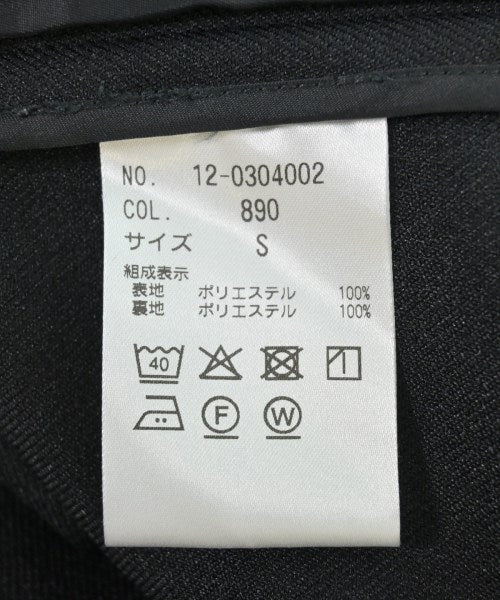 NO. 12-0304002
COL. 890
サイズ S
組成表示
表地 ポリエステル 100%
裏地 ポリエステル 100%
40
F W